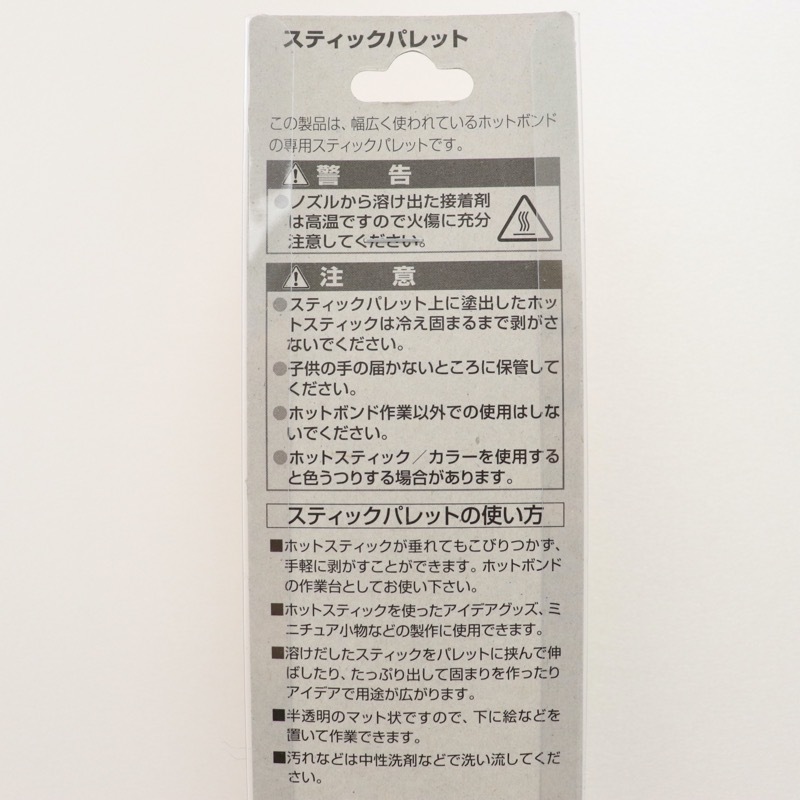 スティックパレット
この製品は、幅広く使われているホットボンド
の専用スティックパレットです。
警 告
●ノズルから溶け出た接着剤
は高温ですので火傷に充分
注意してください。
注 意
●スティックパレット上に塗出したホッ
トスティックは冷え固まるまで剥がさ
ないでください。
●子供の手の届かないところに保管して
ください。
●ホットボンド作業以外での使用はしな
いでください。
●ホットスティック／カラーを使用する
と色うつりする場合があります。
スティックパレットの使い方
■ホットスティックが垂れてもこびりつかず、
手軽に剥がすことができます。ホットボンド
の作業台としてお使い下さい。
■ホットスティックを使ったアイデアグッズ、ミ
ニチュア小物などの製作に使用できます。
■溶けだしたスティックをパレットに挟んで伸
ばしたり、たっぷり出して固まりを作ったり
アイデアで用途が広がります。
■半透明のマット状ですので、下に絵などを
置いて作業できます。
■汚れなどは中性洗剤などで洗い流してくだ
さい。